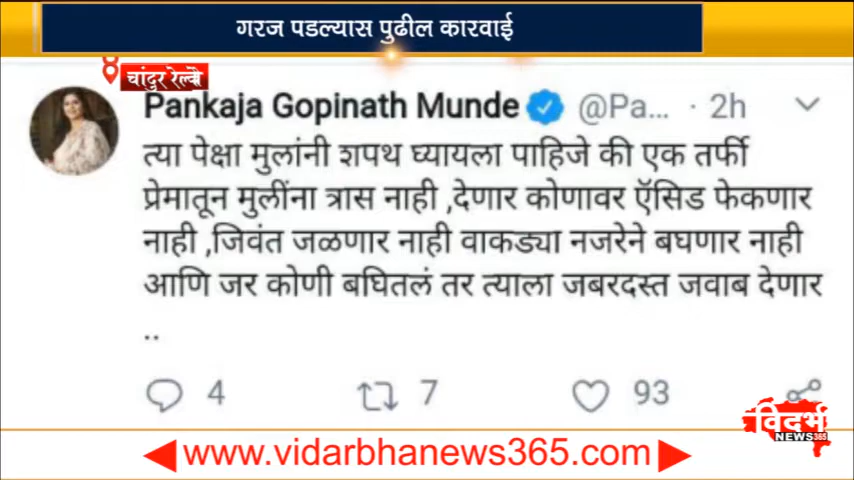 गरज पडल्यास पुढील कारवाई
चांदुर रेल्वे
Pankaja Gopinath Munde @Pa... · 2h
त्या पेक्षा मुलांनी शपथ घ्यायला पाहिजे की एक तर्फी
प्रेमातून मुलींना त्रास नाही ,देणार कोणावर ऍसिड फेकणार
नाही ,जिवंत जळणार नाही वाकड्या नजरेने बघणार नाही
आणि जर कोणी बघितलं तर त्याला जबरदस्त जवाब देणार
..
4 7 93
विदर्भ
NEWS365
www.vidarbhanews365.com